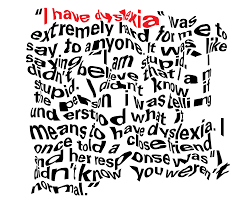 "I have dyslexia" was
extremely hard for me to
say to anyone. It was like
saying, "I am stupid." I
didn't believe that I am
stupid. I didn't know if the
person I was telling
understood what it
means to have dyslexia. I
once told a close friend
and her response was "I
didn't know you weren't
normal."